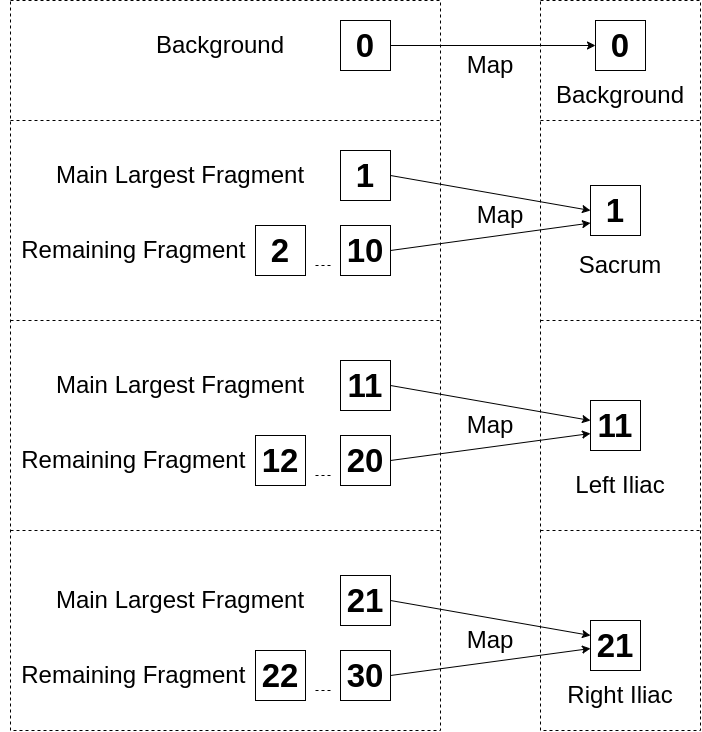 Background 0 Map 0
Background
Main Largest Fragment 1
Map 1
Remaining Fragment 2 ... 10
Sacrum
Main Largest Fragment 11
Map 11
Remaining Fragment 12 ... 20
Left Iliac
Main Largest Fragment 21
Map 21
Remaining Fragment 22 ... 30
Right Iliac